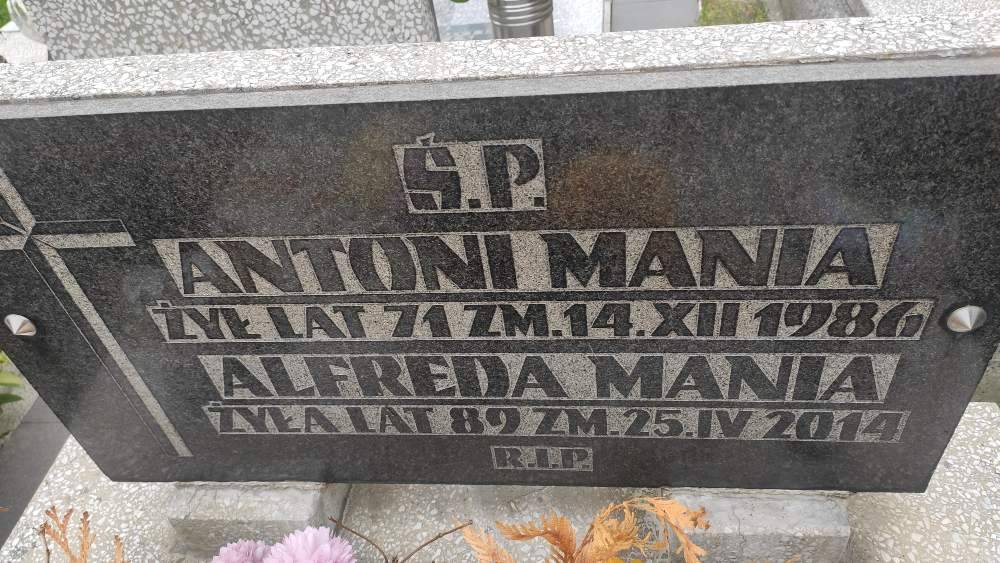 Ś.P.
ANTONI MANIA
ŻYŁ LAT 71 ZM.14.XII 1986
ALFREDA MANIA
ŻYŁA LAT 89 ZM.25.IV 2014
R.I.P.